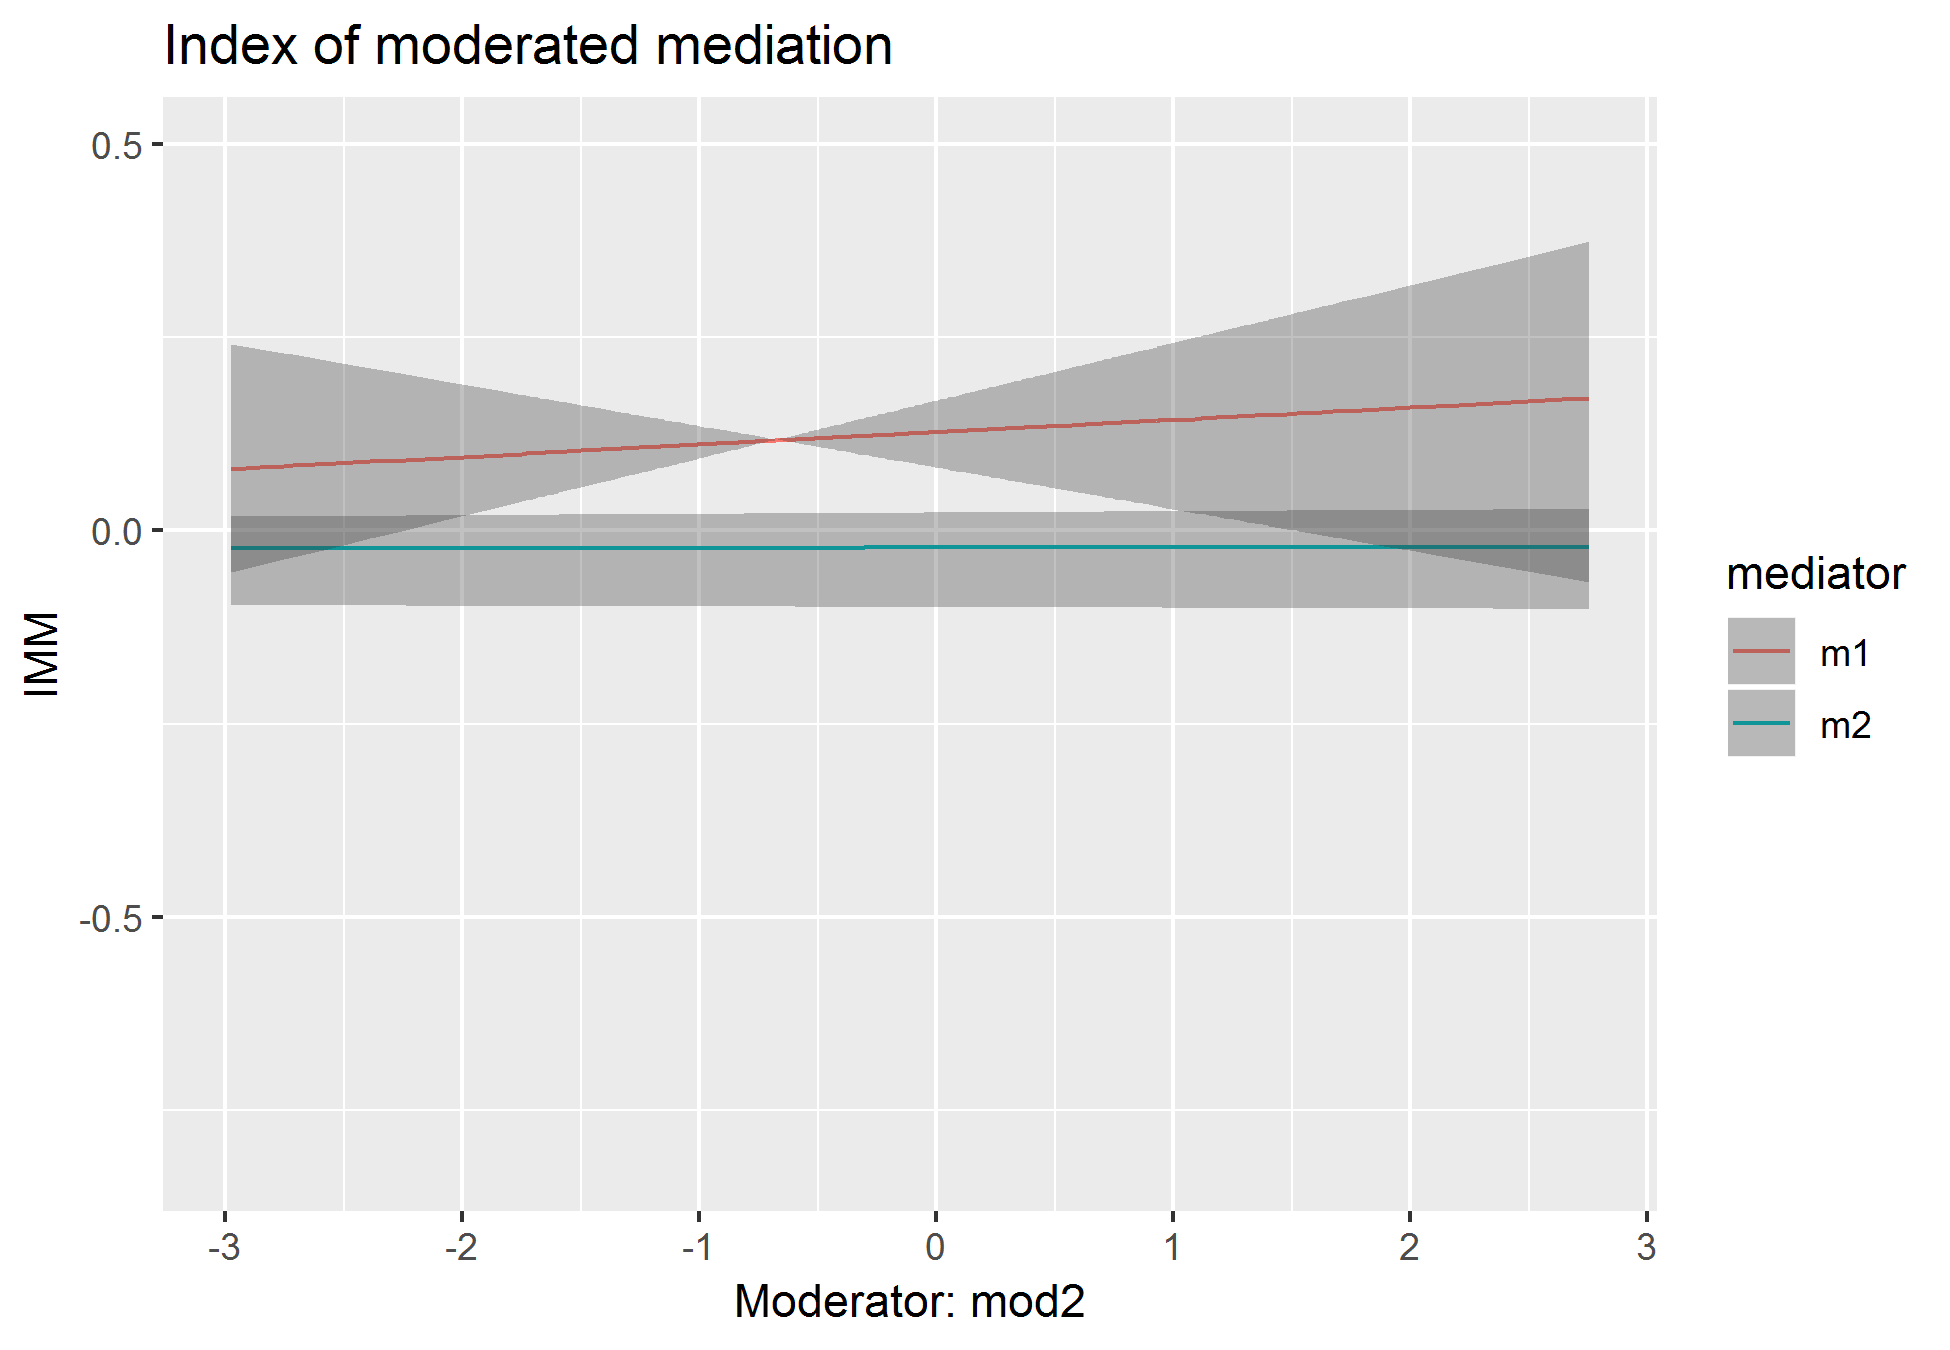 Index of moderated mediation
0.5
0.0
-0.5
IMM
-3 -2 -1 0 1 2 3
Moderator: mod2
mediator
m1
m2